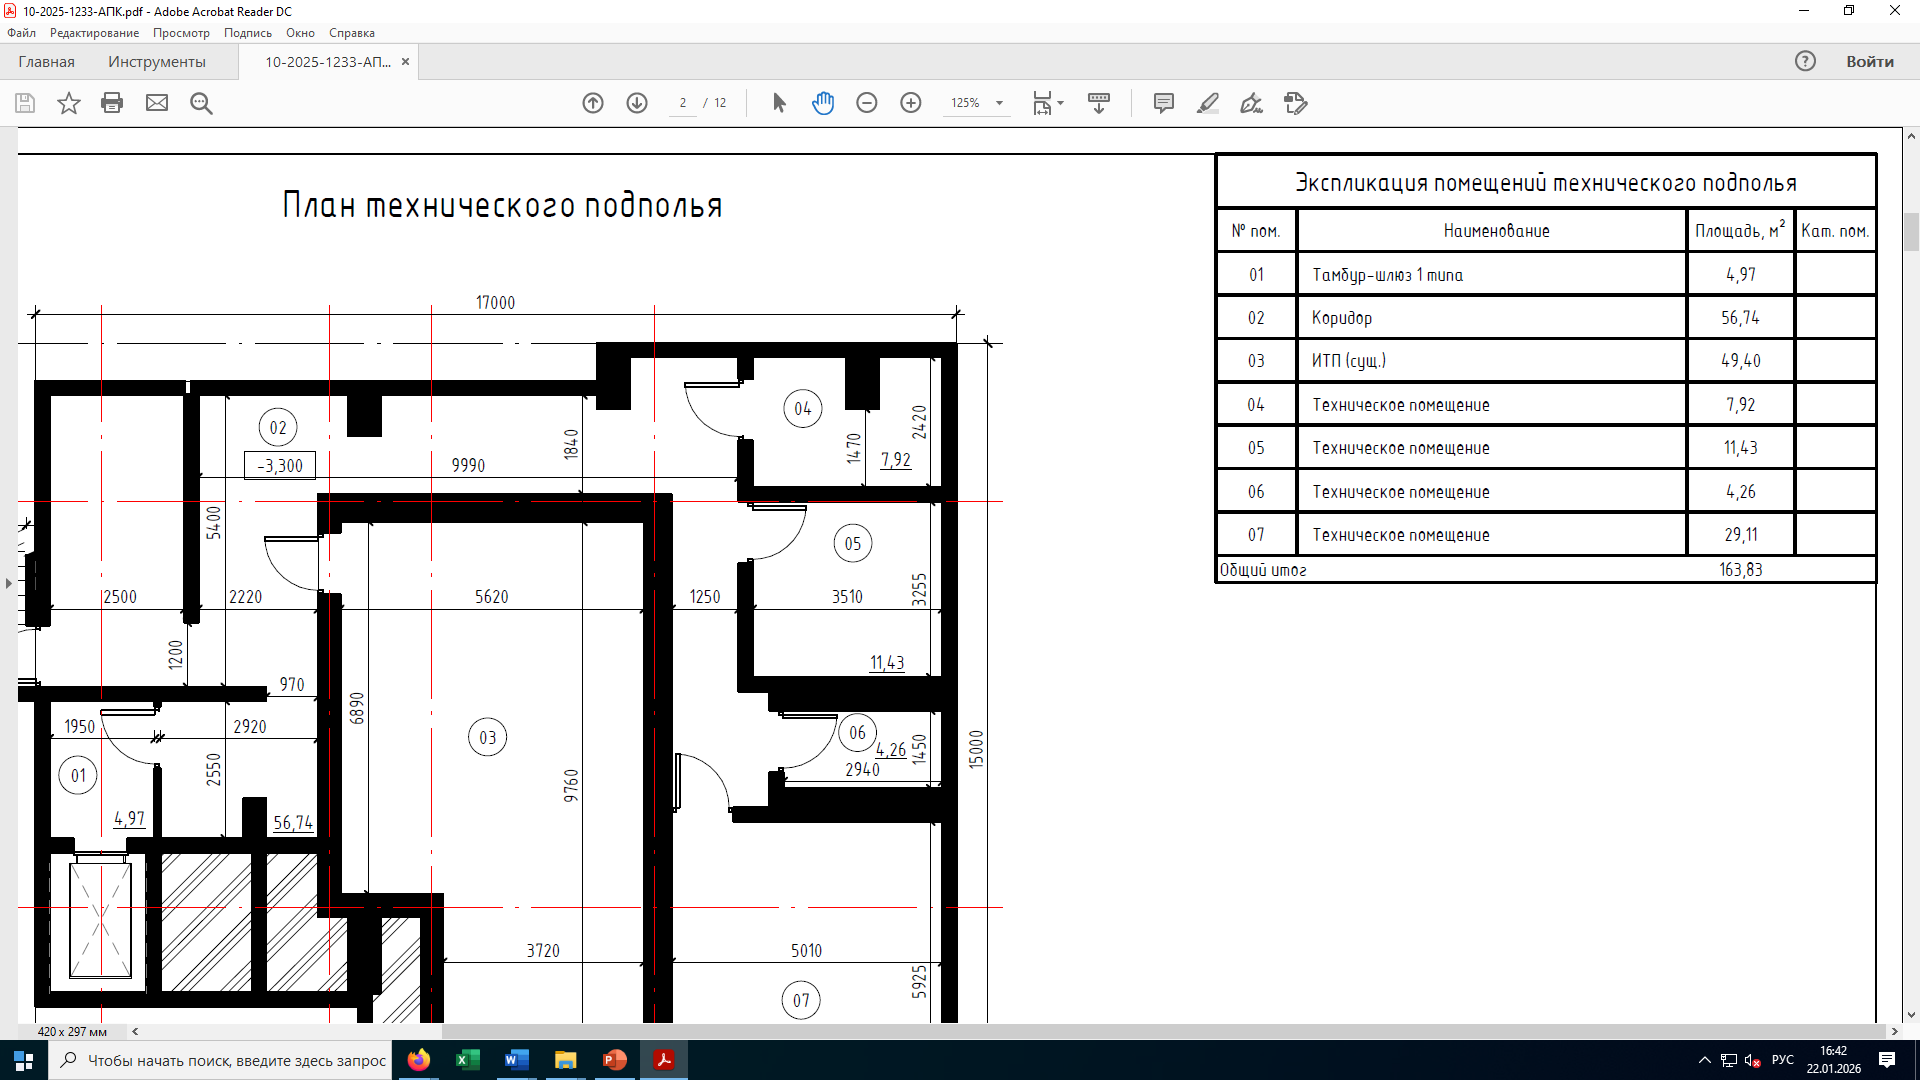 10-2025-1233-АПК.pdf - Adobe Acrobat Reader DC
Файл Редактирование Просмотр Подпись Окно Справка
Главная Инструменты 10-2025-1233-АП... × Войти
2 / 12 125%
План технического подполья
Экспликация помещений технического подполья
№ пом. Наименование Площадь, м² Кат. пом.
01 Тамбур-шлюз 1 типа 4,97
02 Коридор 56,74
03 ИТП (сущ.) 49,40
04 Техническое помещение 7,92
05 Техническое помещение 11,43
06 Техническое помещение 4,26
07 Техническое помещение 29,11
Общий итог 163,83
17000
02
-3,300
9990
1840
04
1470
7,92
2420
5400
05
2500
2220
5620
1250
3510
3255
1200
11,43
970
6890
1950
2920
03
06
4,26
1450
2940
15000
01
2550
9760
4,97
56,74
3720
5010
5925
07
420 x 297 мм
Чтобы начать поиск, введите здесь запрос
РУС
16:42
22.01.2026